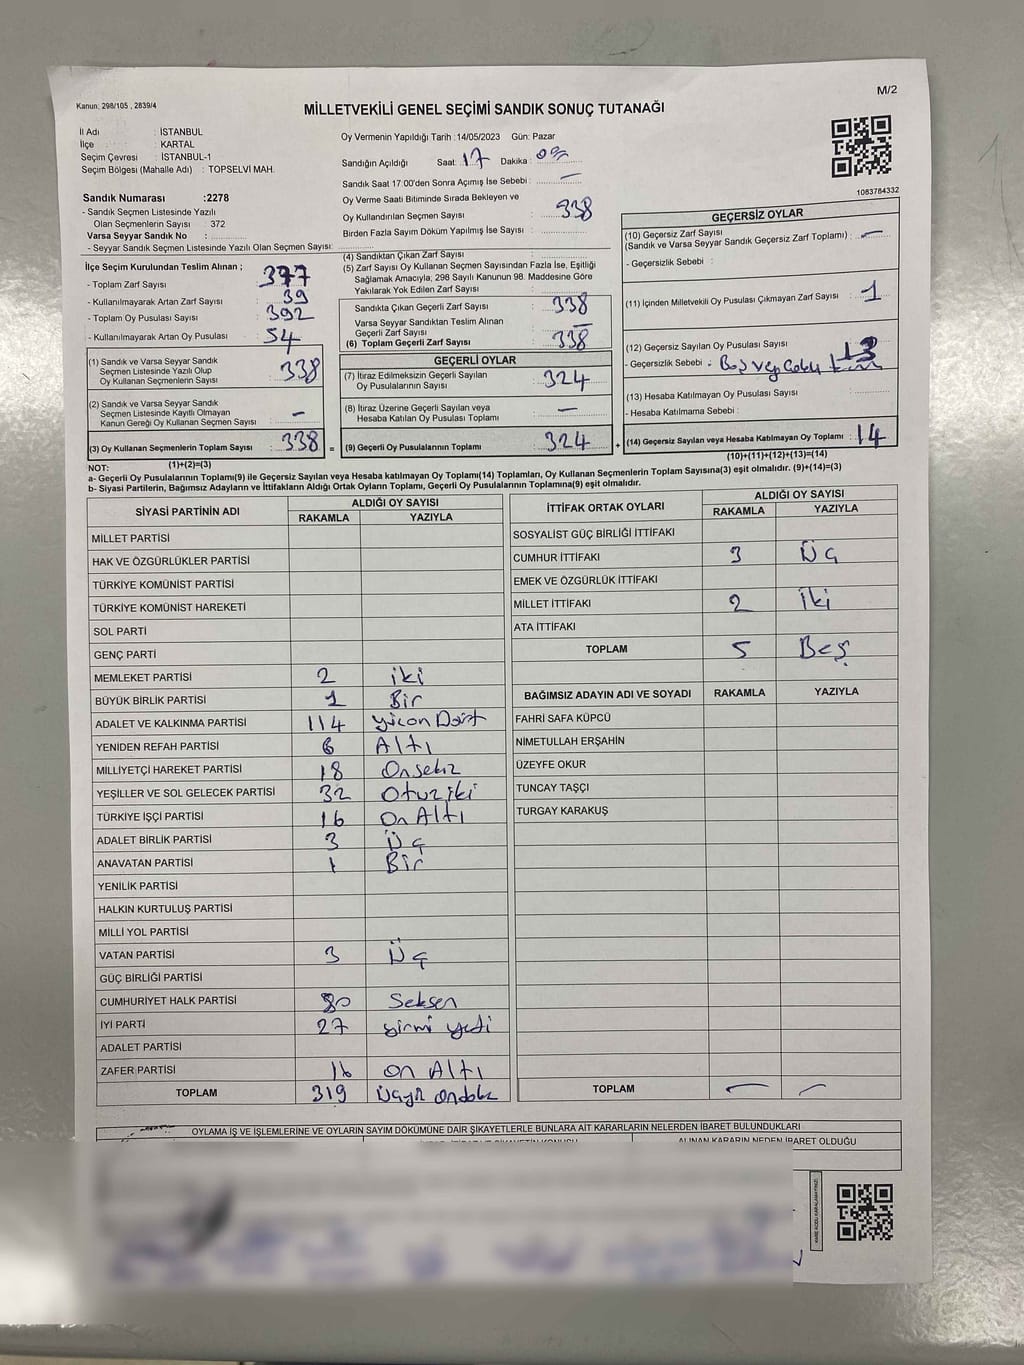 Kanun: 298/105 , 2839/4
M/2
MİLLETVEKİLİ GENEL SEÇİMİ SANDIK SONUÇ TUTANAĞI
İl Adı : İSTANBUL
İlçe : KARTAL
Seçim Çevresi : İSTANBUL-1
Seçim Bölgesi (Mahalle Adı) : TOPSELVİ MAH.
Sandık Numarası :2278
- Sandık Seçmen Listesinde Yazılı
Olan Seçmenlerin Sayısı : 372
Varsa Seyyar Sandık No :
- Seyyar Sandık Seçmen Listesinde Yazılı Olan Seçmen Sayısı:
Oy Vermenin Yapıldığı Tarih :14/05/2023 Gün: Pazar
Sandığın Açıldığı Saat: 17 Dakika :
Sandık Saat 17:00'den Sonra Açımış İse Sebebi : —
Oy Verme Saati Bitiminde Sırada Bekleyen ve
Oy Kullandırılan Seçmen Sayısı : 338
Birden Fazla Sayım Döküm Yapılmış İse Sayısı :
1083784332
İlçe Seçim Kurulundan Teslim Alınan ;
- Toplam Zarf Sayısı : 377
- Kullanılmayarak Artan Zarf Sayısı : 39
- Toplam Oy Pusulası Sayısı : 392
- Kullanılmayarak Artan Oy Pusulası : 54
(1) Sandık ve Varsa Seyyar Sandık
Seçmen Listesinde Yazılı Olup
Oy Kullanan Seçmenlerin Sayısı : 338
(2) Sandık ve Varsa Seyyar Sandık
Seçmen Listesinde Kayıtlı Olmayan
Kanun Gereği Oy Kullanan Seçmen Sayısı : –
(3) Oy Kullanan Seçmenlerin Toplam Sayısı : 338 =
(1)+(2)=(3)
(4) Sandıktan Çıkan Zarf Sayısı :
(5) Zarf Sayısı Oy Kullanan Seçmen Sayısından Fazla İse, Eşitliği
Sağlamak Amacıyla; 298 Sayılı Kanunun 98. Maddesine Göre
Yakılarak Yok Edilen Zarf Sayısı :
Sandıkta Çıkan Geçerli Zarf Sayısı : 338
Varsa Seyyar Sandıktan Teslim Alınan
Geçerli Zarf Sayısı : —
(6) Toplam Geçerli Zarf Sayısı : 338
GEÇERLİ OYLAR
(7) İtiraz Edilmeksizin Geçerli Sayılan
Oy Pusulalarının Sayısı : 324
(8) İtiraz Üzerine Geçerli Sayılan veya
Hesaba Katılan Oy Pusulası Toplamı : —
(9) Geçerli Oy Pusulalarının Toplamı : 324 +
GEÇERSİZ OYLAR
(10) Geçersiz Zarf Sayısı
(Sandık ve Varsa Seyyar Sandık Geçersiz Zarf Toplamı) : —
- Geçersizlik Sebebi :
(11) İçinden Milletvekili Oy Pusulası Çıkmayan Zarf Sayısı : 1
(12) Geçersiz Sayılan Oy Pusulası Sayısı : 13
- Geçersizlik Sebebi : Boş
(13) Hesaba Katılmayan Oy Pusulası Sayısı :
- Hesaba Katılmama Sebebi :
(14) Geçersiz Sayılan veya Hesaba Katılmayan Oy Toplamı : 14
(10)+(11)+(12)+(13)=(14)
NOT:
a- Geçerli Oy Pusulalarının Toplamı(9) ile Geçersiz Sayılan veya Hesaba katılmayan Oy Toplamı(14) Toplamları, Oy Kullanan Seçmenlerin Toplam Sayısına(3) eşit olmalıdır. (9)+(14)=(3)
b- Siyasi Partilerin, Bağımsız Adayların ve İttifakların Aldığı Ortak Oyların Toplamı, Geçerli Oy Pusulalarının Toplamına(9) eşit olmalıdır.
SİYASİ PARTİNİN ADI ALDIĞI OY SAYISI
RAKAMLA YAZIYLA
MİLLET PARTİSİ
HAK VE ÖZGÜRLÜKLER PARTİSİ
TÜRKİYE KOMÜNİST PARTİSİ
TÜRKİYE KOMÜNİST HAREKETİ
SOL PARTİ
GENÇ PARTİ
MEMLEKET PARTİSİ 2 iki
BÜYÜK BİRLİK PARTİSİ 1 Bir
ADALET VE KALKINMA PARTİSİ 114 yüzon Dört
YENİDEN REFAH PARTİSİ 6 Altı
MİLLİYETÇİ HAREKET PARTİSİ 18 Onsekiz
YEŞİLLER VE SOL GELECEK PARTİSİ 32 Otuz iki
TÜRKİYE İŞÇİ PARTİSİ 16 On Altı
ADALET BİRLİK PARTİSİ 3 Üç
ANAVATAN PARTİSİ 1 Bir
YENİLİK PARTİSİ
HALKIN KURTULUŞ PARTİSİ
MİLLİ YOL PARTİSİ
VATAN PARTİSİ 3 Üç
GÜÇ BİRLİĞİ PARTİSİ
CUMHURİYET HALK PARTİSİ 80 Seksen
İYİ PARTİ 27 yirmi yedi
ADALET PARTİSİ
ZAFER PARTİSİ 16 on Altı
TOPLAM 319 Üçyüz ondokuz
İTTİFAK ORTAK OYLARI ALDIĞI OY SAYISI
RAKAMLA YAZIYLA
SOSYALİST GÜÇ BİRLİĞİ İTTİFAKI
CUMHUR İTTİFAKI 3 Üç
EMEK VE ÖZGÜRLÜK İTTİFAKI
MİLLET İTTİFAKI 2 İki
ATA İTTİFAKI
TOPLAM 5 Beş
BAĞIMSIZ ADAYIN ADI VE SOYADI RAKAMLA YAZIYLA
FAHRİ SAFA KÜPCÜ
NİMETULLAH ERŞAHİN
ÜZEYFE OKUR
TUNCAY TAŞÇI
TURGAY KARAKUŞ
TOPLAM — —
OYLAMA İŞ VE İŞLEMLERİNE VE OYLARIN SAYIM DÖKÜMÜNE DAİR ŞİKAYETLERLE BUNLARA AİT KARARLARIN NELERDEN İBARET BULUNDUKLARI
ALINAN KARARIN NEDEN İBARET OLDUĞU